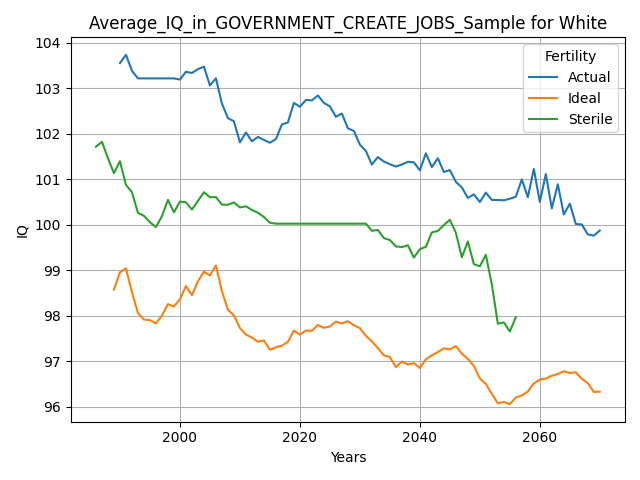 Average_IQ_in_GOVERNMENT_CREATE_JOBS_Sample for White
104
103
102
101
100
99
98
97
96
IQ
2000
2020
2040
2060
Years
Fertility
Actual
Ideal
Sterile